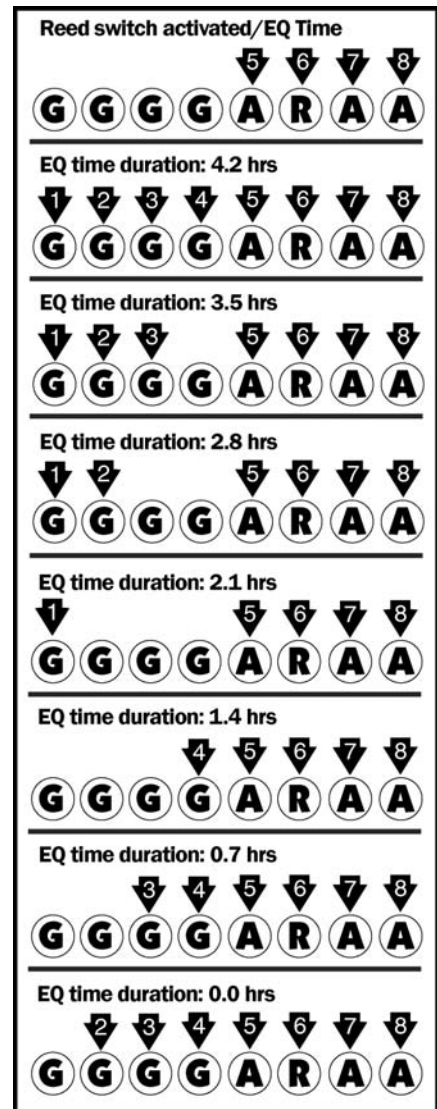 Reed switch activated/EQ Time
5 6 7 8
G G G G A R A A
EQ time duration: 4.2 hrs
1 2 3 4 5 6 7 8
G G G G A R A A
EQ time duration: 3.5 hrs
1 2 3 5 6 7 8
G G G G A R A A
EQ time duration: 2.8 hrs
1 2 5 6 7 8
G G G G A R A A
EQ time duration: 2.1 hrs
1 5 6 7 8
G G G G A R A A
EQ time duration: 1.4 hrs
4 5 6 7 8
G G G G A R A A
EQ time duration: 0.7 hrs
3 4 5 6 7 8
G G G G A R A A
EQ time duration: 0.0 hrs
2 3 4 5 6 7 8
G G G G A R A A